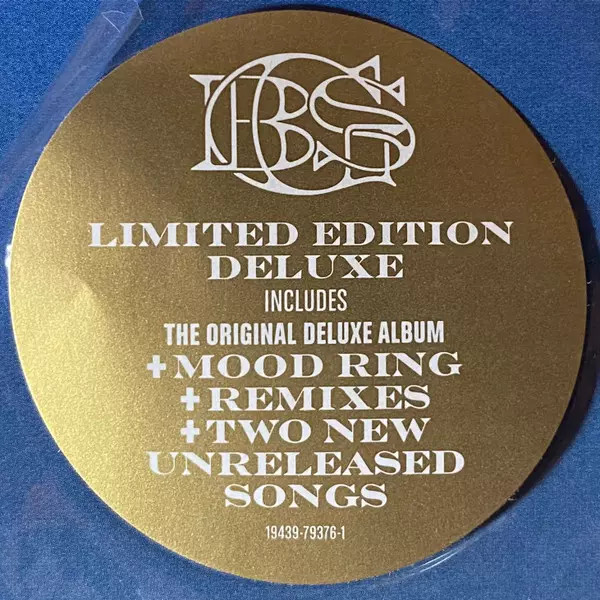 LIMITED EDITION
DELUXE
INCLUDES
THE ORIGINAL DELUXE ALBUM
+MOOD RING
+REMIXES
+TWO NEW
UNRELEASED
SONGS
19439-79376-1